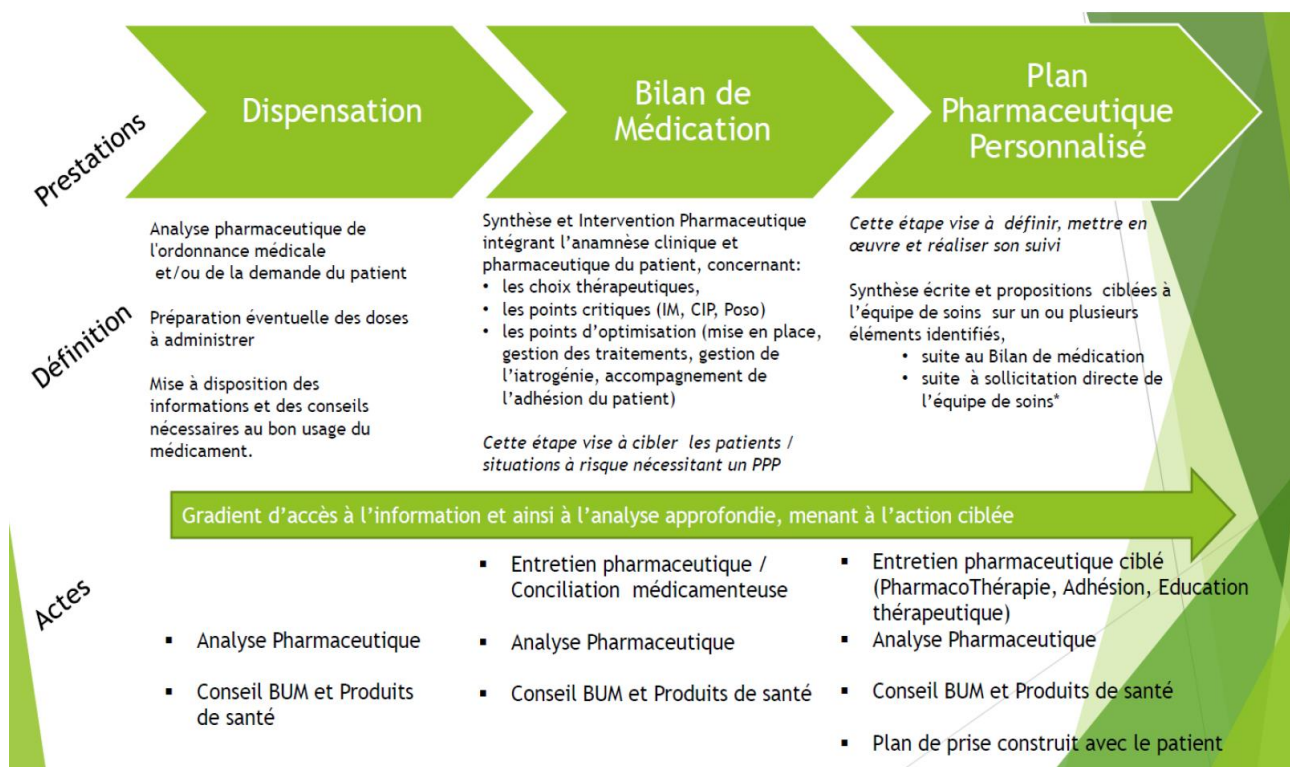 Prestations
Dispensation
Bilan de
Médication
Plan
Pharmaceutique
Personnalisé
Définition
Analyse pharmaceutique de
l'ordonnance médicale
et/ou de la demande du patient
Préparation éventuelle des doses
à administrer
Mise à disposition des
informations et des conseils
nécessaires au bon usage du
médicament.
Synthèse et Intervention Pharmaceutique
intégrant l’anamnèse clinique et
pharmaceutique du patient, concernant:
• les choix thérapeutiques,
• les points critiques (IM, CIP, Poso)
• les points d’optimisation (mise en place,
gestion des traitements, gestion de
l’iatrogénie, accompagnement de
l’adhésion du patient)
Cette étape vise à cibler les patients /
situations à risque nécessitant un PPP
Cette étape vise à définir, mettre en
œuvre et réaliser son suivi
Synthèse écrite et propositions ciblées à
l’équipe de soins sur un ou plusieurs
éléments identifiés,
• suite au Bilan de médication
• suite à sollicitation directe de
l’équipe de soins*
Gradient d’accès à l’information et ainsi à l’analyse approfondie, menant à l’action ciblée
Actes
▪ Analyse Pharmaceutique
▪ Conseil BUM et Produits
de santé
▪ Entretien pharmaceutique /
Conciliation médicamenteuse
▪ Analyse Pharmaceutique
▪ Conseil BUM et Produits de santé
▪ Entretien pharmaceutique ciblé
(PharmacoThérapie, Adhésion, Education
thérapeutique)
▪ Analyse Pharmaceutique
▪ Conseil BUM et Produits de santé
▪ Plan de prise construit avec le patient